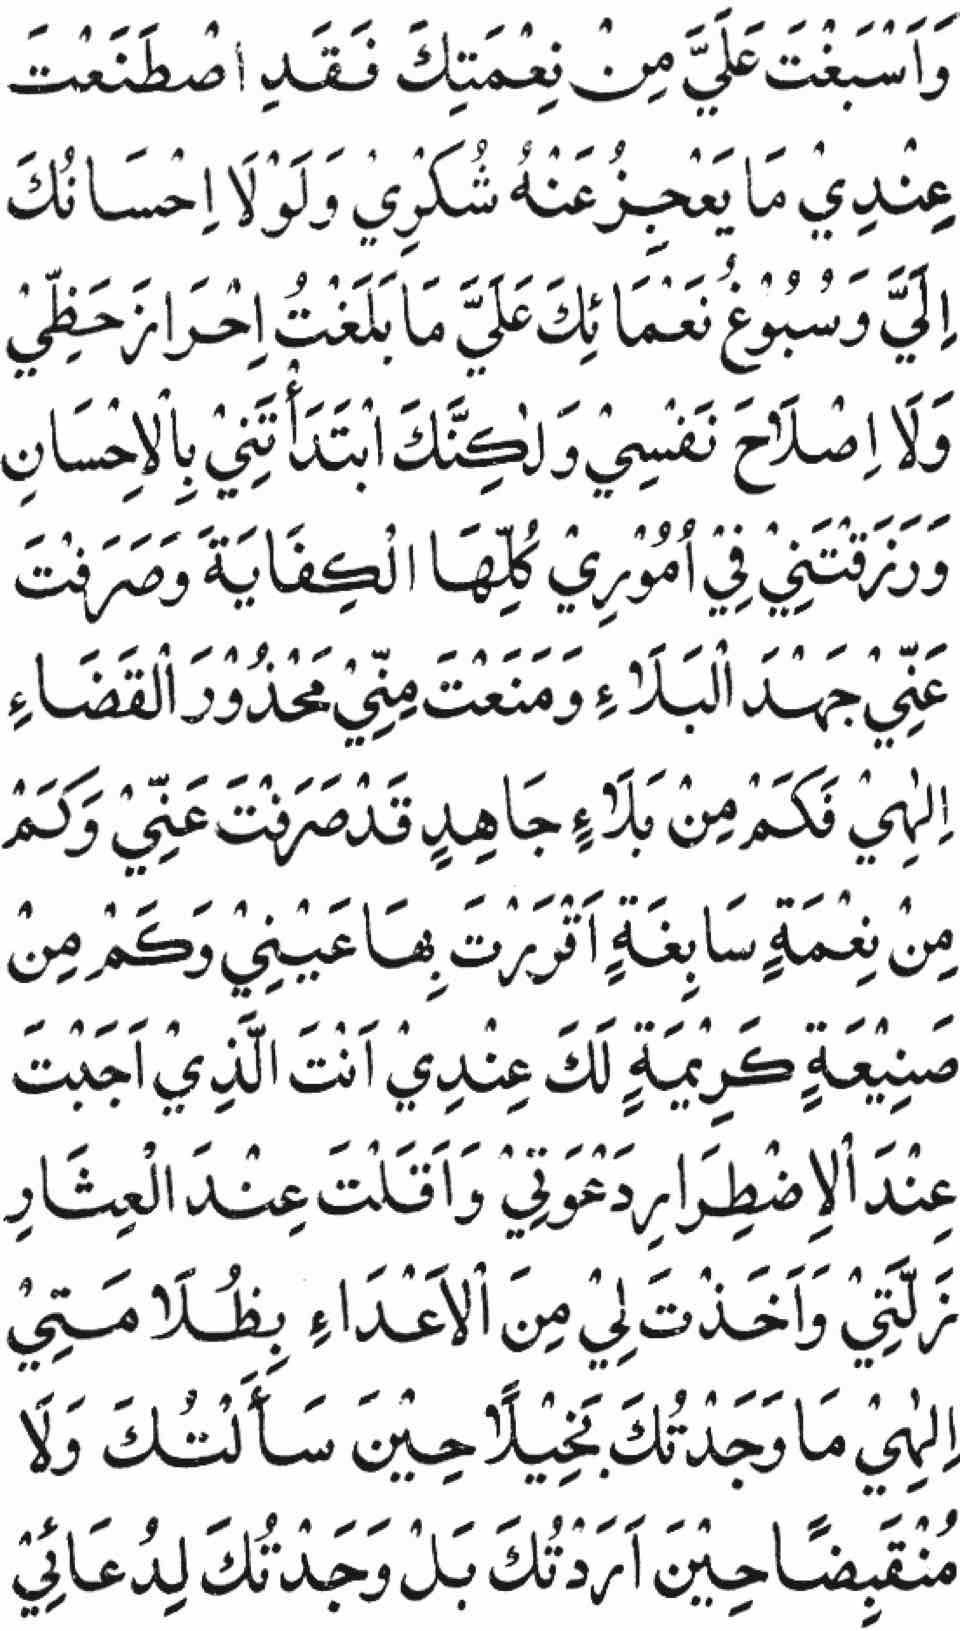 وَاَسْبَغْتَ عَلَيَّ مِنْ نِعْمَتِكَ فَقَدِ اصْطَنَعْتَ
عِنْدِيْ مَا يَعْجِزُ عَنْهُ شُكْرِيْ وَلَوْلَا اِحْسَانُكَ
اِلَيَّ وَسُبُوْغُ نَعْمَائِكَ عَلَيَّ مَا بَلَغْتُ اِحْرَازَ حَظِّيْ
وَلَا اِصْلَاحَ نَفْسِيْ وَلٰكِنَّكَ ابْتَدَأْتَنِيْ بِالْاِحْسَانِ
وَرَزَقْتَنِيْ فِيْ اُمُوْرِيْ كُلِّهَا الْكِفَايَةَ وَصَرَفْتَ
عَنِّيْ جَهْدَ الْبَلَاءِ وَمَنَعْتَ مِنِّيْ مَحْذُوْرَ الْقَضَاءِ
اِلٰهِيْ فَكَمْ مِنْ بَلَاءٍ جَاهِدٍ قَدْ صَرَفْتَ عَنِّيْ وَكَمْ
مِنْ نِعْمَةٍ سَابِغَةٍ اَقْرَرْتَ بِهَا عَيْنِيْ وَكَمْ مِنْ
صَنِيْعَةٍ كَرِيْمَةٍ لَكَ عِنْدِيْ اَنْتَ الَّذِيْ اَجَبْتَ
عِنْدَ الْاِضْطِرَارِ دَعْوَتِيْ وَاَقَلْتَ عِنْدَ الْعِثَارِ
زَلَّتِيْ وَاَخَذْتَ لِيْ مِنَ الْاَعْدَاءِ بِظُلَامَتِيْ
اِلٰهِيْ مَا وَجَدْتُكَ بَخِيْلًا حِيْنَ سَأَلْتُكَ وَلَا
مُنْقَبِضًا حِيْنَ اَرَدْتُكَ بَلْ وَجَدْتُكَ لِدُعَائِيْ